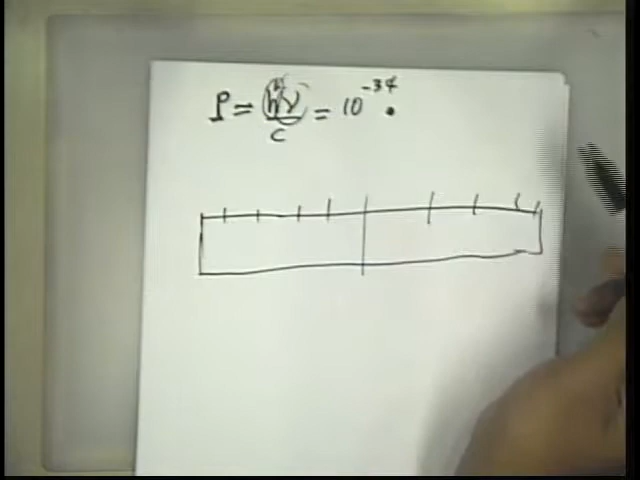 P = hν/c = 10^-34 .